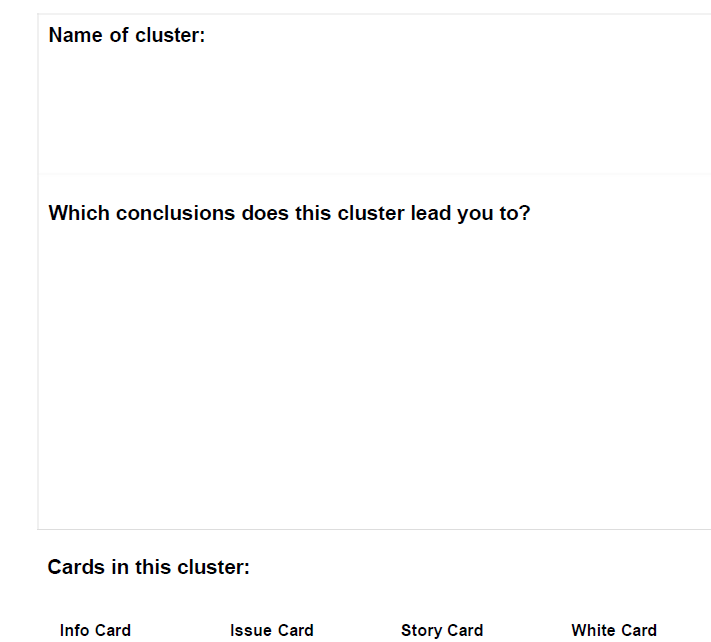 Name of cluster:
Which conclusions does this cluster lead you to?
Cards in this cluster:
Info Card Issue Card Story Card White Card